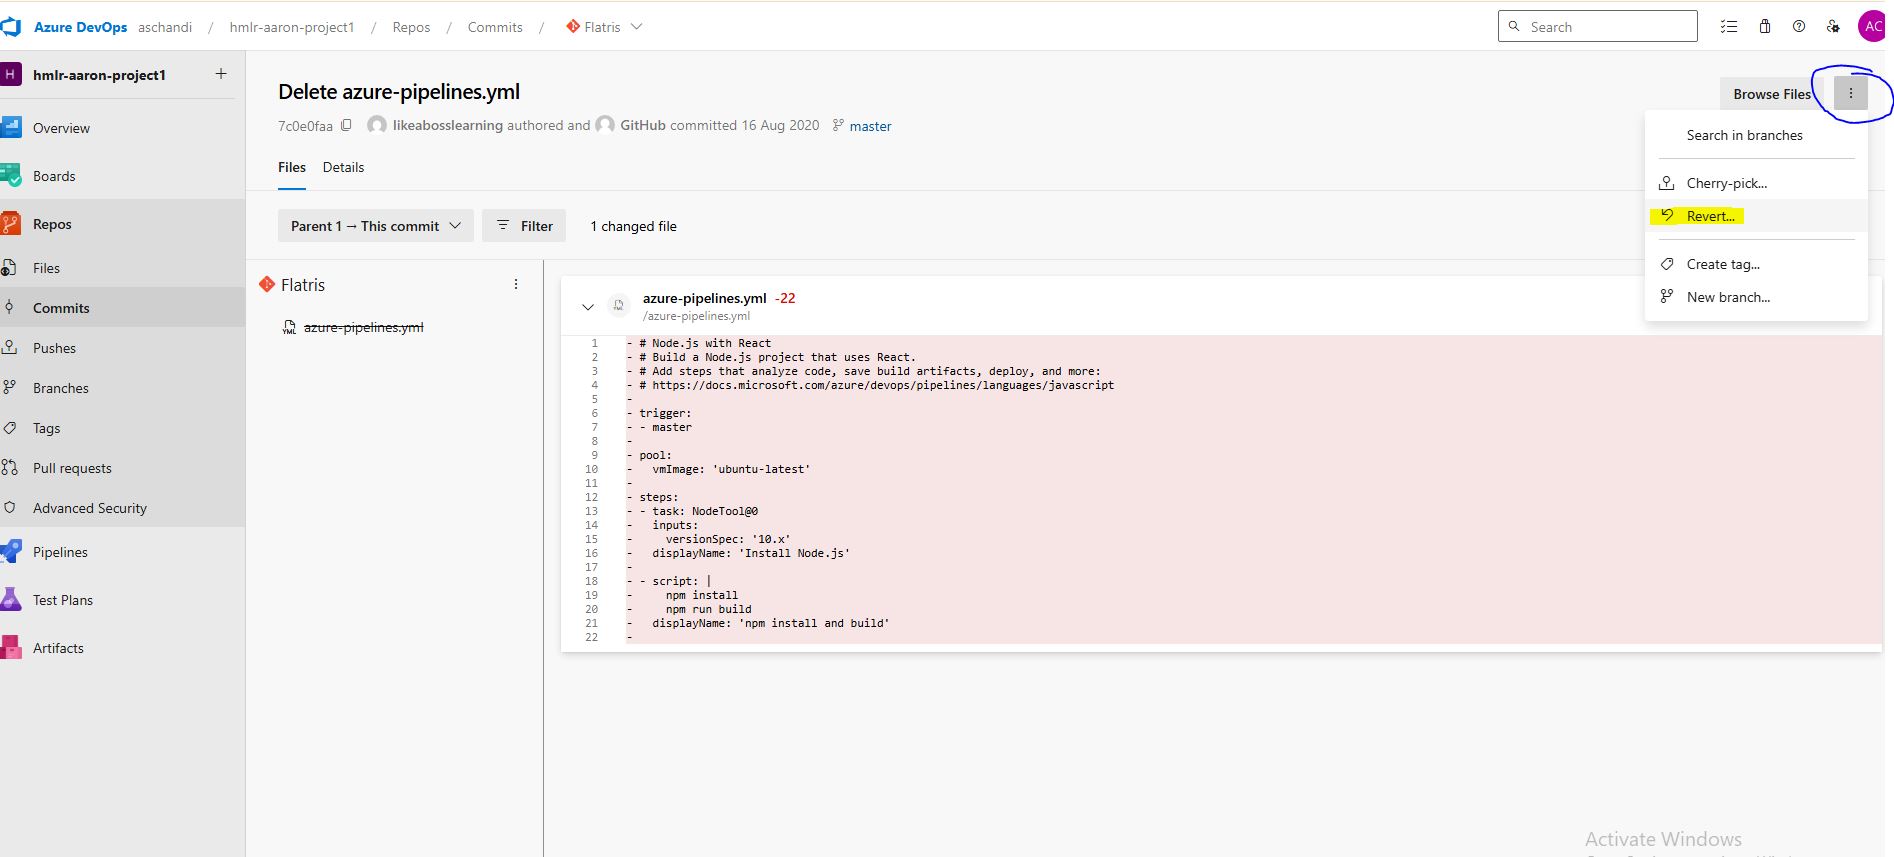 Azure DevOps aschandi / hmlr-aaron-project1 / Repos / Commits / Flatris
Search
AC
H hmlr-aaron-project1 +
Overview
Boards
Repos
Files
Commits
Pushes
Branches
Tags
Pull requests
Advanced Security
Pipelines
Test Plans
Artifacts
Delete azure-pipelines.yml
Browse Files
7c0e0faa likeabosslearning authored and GitHub committed 16 Aug 2020 master
Files Details
Parent 1 → This commit Filter 1 changed file
Search in branches
Cherry-pick...
Revert...
Create tag...
New branch...
Flatris
YML azure-pipelines.yml
YML azure-pipelines.yml -22
/azure-pipelines.yml
1 - # Node.js with React
2 - # Build a Node.js project that uses React.
3 - # Add steps that analyze code, save build artifacts, deploy, and more:
4 - # https://docs.microsoft.com/azure/devops/pipelines/languages/javascript
5 -
6 - trigger:
7 - - master
8 -
9 - pool:
10 -   vmImage: 'ubuntu-latest'
11 -
12 - steps:
13 - - task: NodeTool@0
14 -   inputs:
15 -     versionSpec: '10.x'
16 -   displayName: 'Install Node.js'
17 -
18 - - script: |
19 -     npm install
20 -     npm run build
21 -   displayName: 'npm install and build'
22 -
Activate Windows